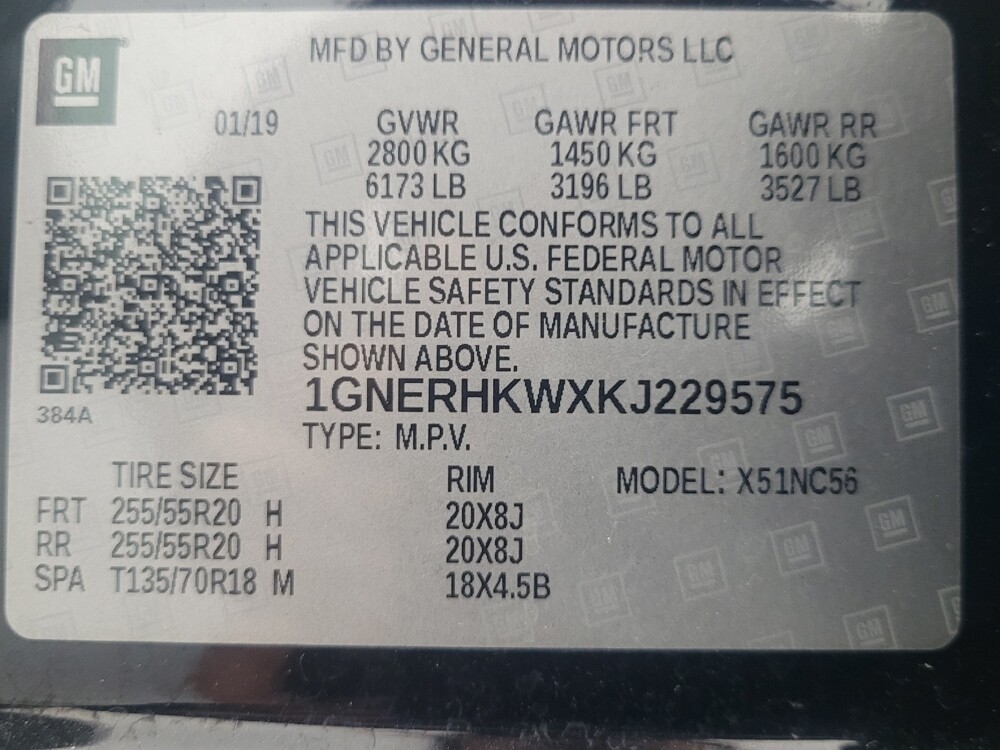 GM
MFD BY GENERAL MOTORS LLC
01/19 GVWR GAWR FRT GAWR RR
2800 KG 1450 KG 1600 KG
6173 LB 3196 LB 3527 LB
THIS VEHICLE CONFORMS TO ALL
APPLICABLE U.S. FEDERAL MOTOR
VEHICLE SAFETY STANDARDS IN EFFECT
ON THE DATE OF MANUFACTURE
SHOWN ABOVE.
384A
1GNERHKWXKJ229575
TYPE: M.P.V.
TIRE SIZE RIM MODEL: X51NC56
FRT 255/55R20 H 20X8J
RR 255/55R20 H 20X8J
SPA T135/70R18 M 18X4.5B